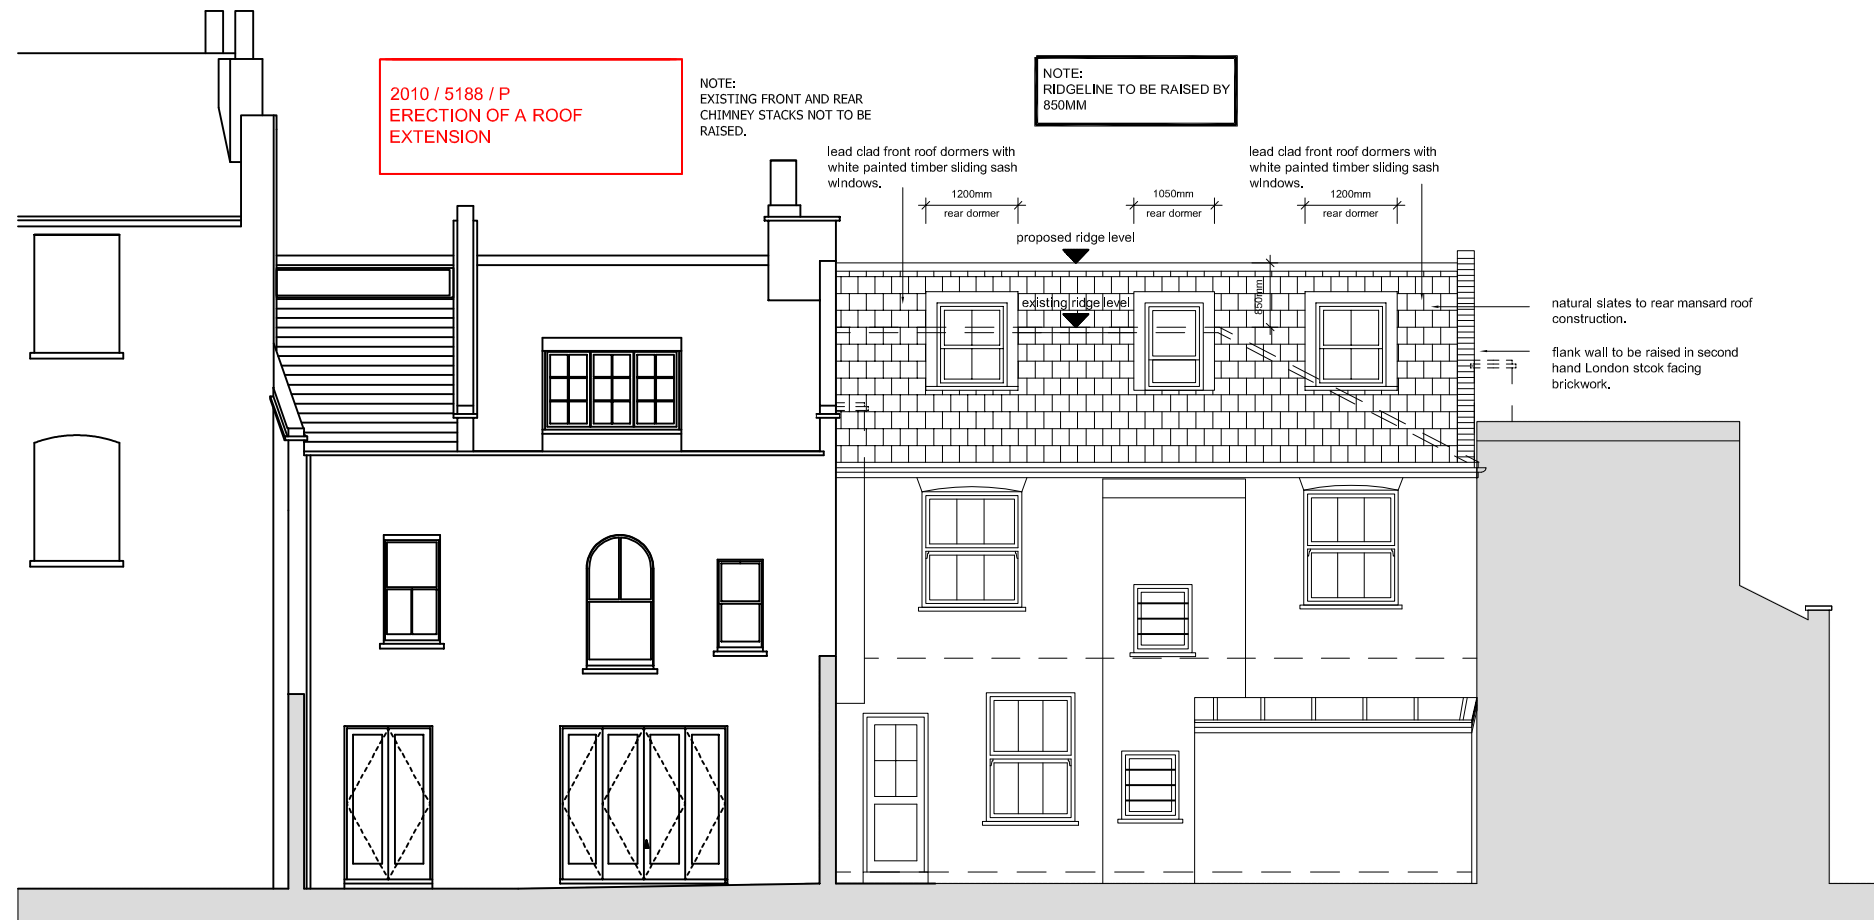 2010 / 5188 / P
ERECTION OF A ROOF
EXTENSION
NOTE:
EXISTING FRONT AND REAR
CHIMNEY STACKS NOT TO BE
RAISED.
NOTE:
RIDGELINE TO BE RAISED BY
850MM
lead clad front roof dormers with
white painted timber sliding sash
windows.
lead clad front roof dormers with
white painted timber sliding sash
windows.
1200mm
rear dormer
1050mm
rear dormer
1200mm
rear dormer
proposed ridge level
existing ridge level
850mm
natural slates to rear mansard roof
construction.
flank wall to be raised in second
hand London stcok facing
brickwork.